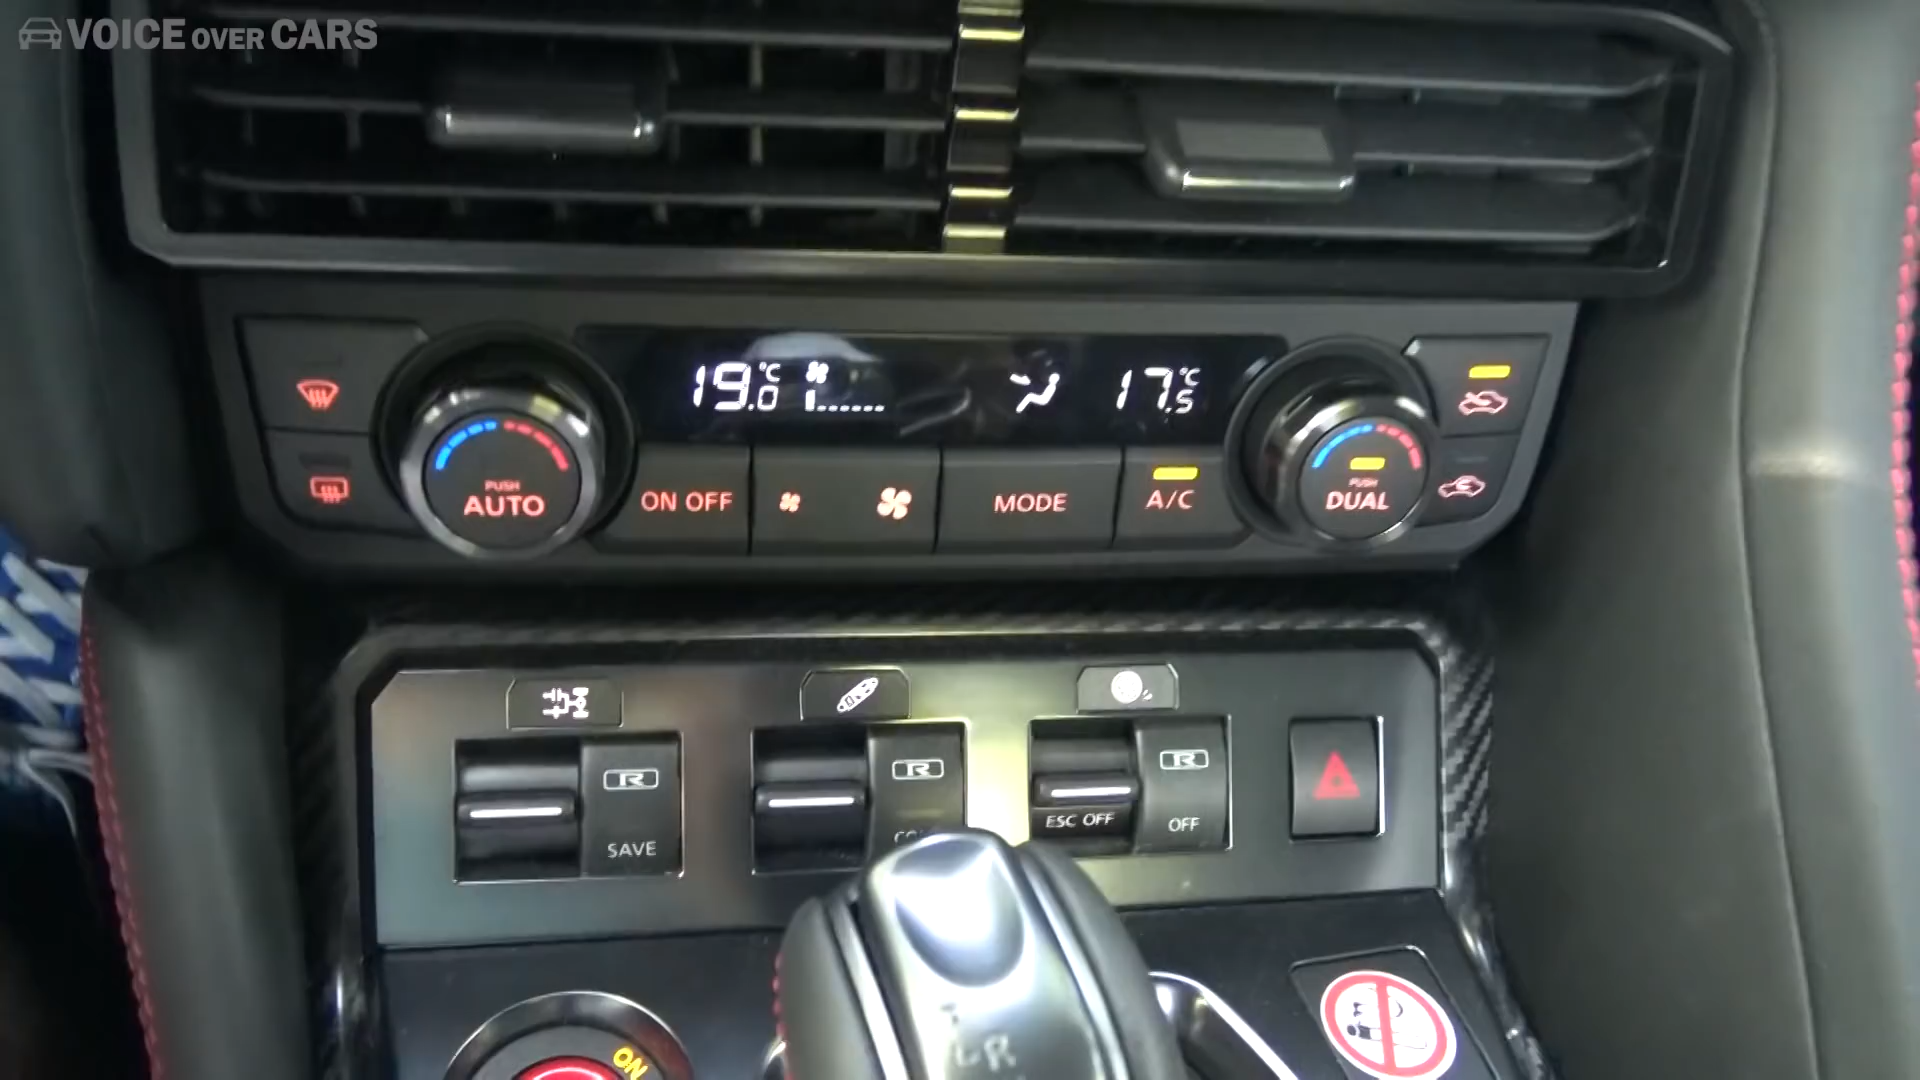 VOICE OVER CARS
19.0°C
17.5°C
PUSH
AUTO
ON OFF
MODE
A/C
PUSH
DUAL
R
SAVE
R
R
ESC OFF
OFF
ON
R